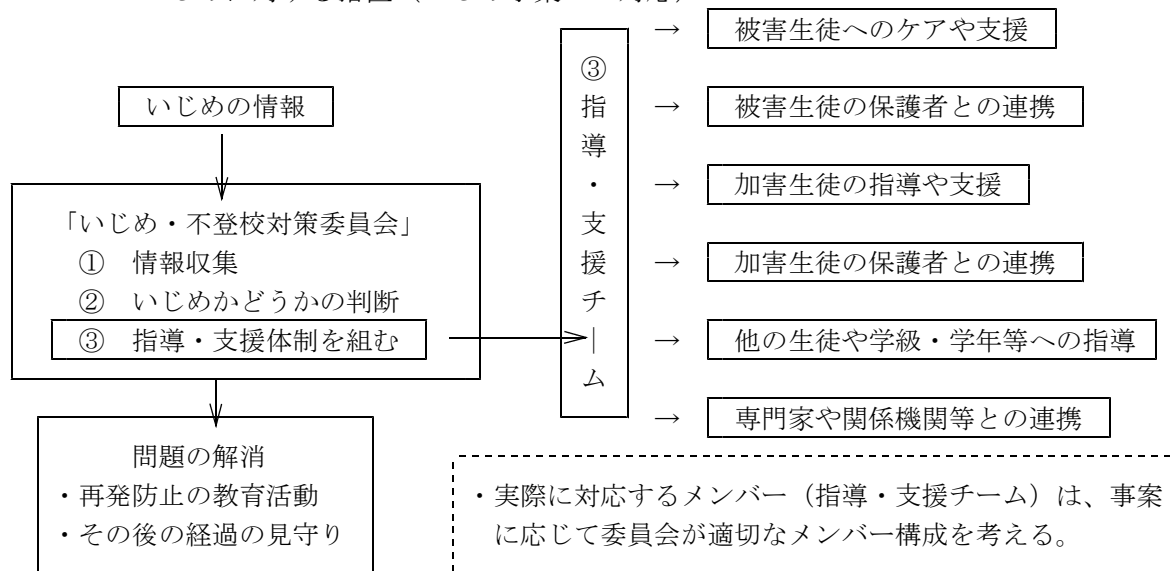 いじめの情報
「いじめ・不登校対策委員会」
① 情報収集
② いじめかどうかの判断
③ 指導・支援体制を組む
問題の解消
・再発防止の教育活動
・その後の経過の見守り
③指導・支援チーム
→ 被害生徒へのケアや支援
→ 被害生徒の保護者との連携
→ 加害生徒の指導や支援
→ 加害生徒の保護者との連携
→ 他の生徒や学級・学年等への指導
→ 専門家や関係機関等との連携
・実際に対応するメンバー(指導・支援チーム)は、事案
に応じて委員会が適切なメンバー構成を考える。